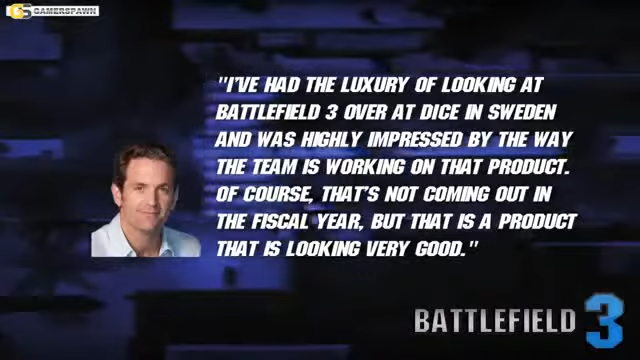 GS GAMERSPAWN
"I'VE HAD THE LUXURY OF LOOKING AT
BATTLEFIELD 3 OVER AT DICE IN SWEDEN
AND WAS HIGHLY IMPRESSED BY THE WAY
THE TEAM IS WORKING ON THAT PRODUCT.
OF COURSE, THAT'S NOT COMING OUT IN
THE FISCAL YEAR, BUT THAT IS A PRODUCT
THAT IS LOOKING VERY GOOD."
BATTLEFIELD 3